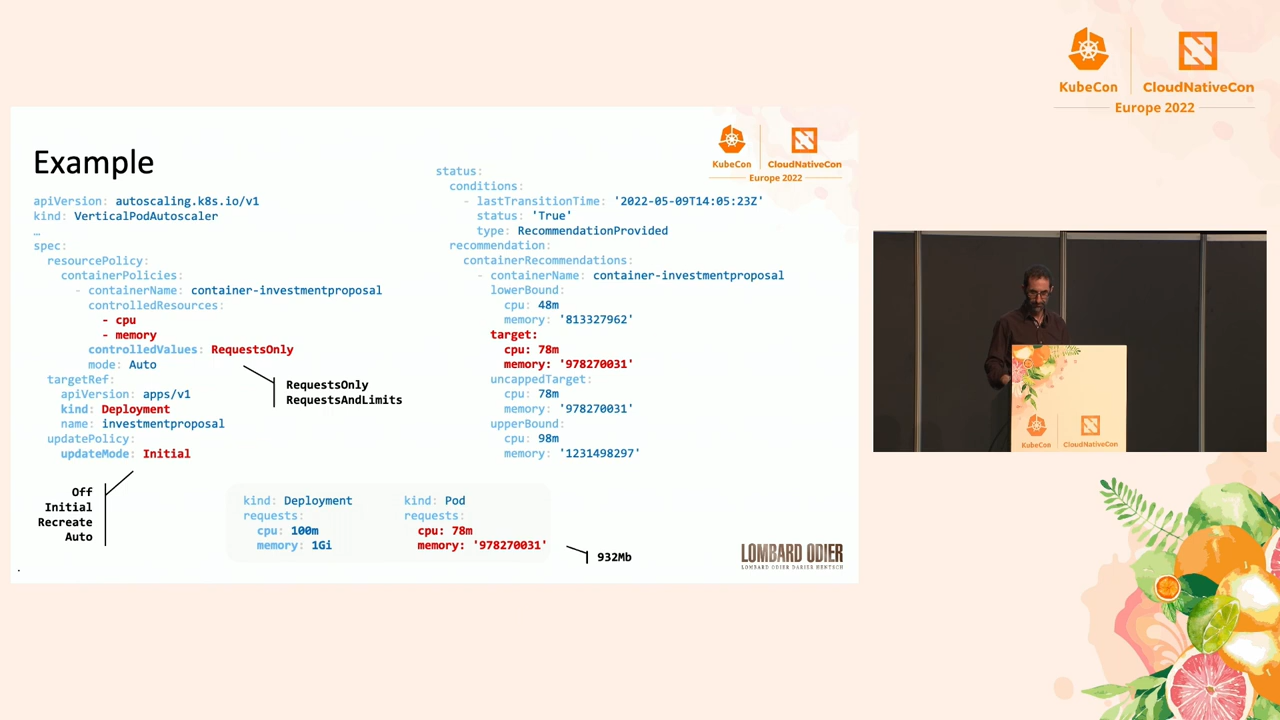 KubeCon
CloudNativeCon
Europe 2022
KubeCon
CloudNativeCon
Europe 2022
Example
apiVersion: autoscaling.k8s.io/v1
kind: VerticalPodAutoscaler
…
spec:
resourcePolicy:
containerPolicies:
- containerName: container-investmentproposal
controlledResources:
- cpu
- memory
controlledValues: RequestsOnly
mode: Auto
targetRef:
apiVersion: apps/v1
kind: Deployment
name: investmentproposal
updatePolicy:
updateMode: Initial
RequestsOnly
RequestsAndLimits
Off
Initial
Recreate
Auto
status:
conditions:
- lastTransitionTime: '2022-05-09T14:05:23Z'
status: 'True'
type: RecommendationProvided
recommendation:
containerRecommendations:
- containerName: container-investmentproposal
lowerBound:
cpu: 48m
memory: '813327962'
target:
cpu: 78m
memory: '978270031'
uncappedTarget:
cpu: 78m
memory: '978270031'
upperBound:
cpu: 98m
memory: '1231498297'
kind: Deployment
requests:
cpu: 100m
memory: 1Gi
kind: Pod
requests:
cpu: 78m
memory: '978270031'
932Mb
.
LOMBARD ODIER
LOMBARD ODIER DARIER HENTSCH
KubeCon
CloudNativeCon